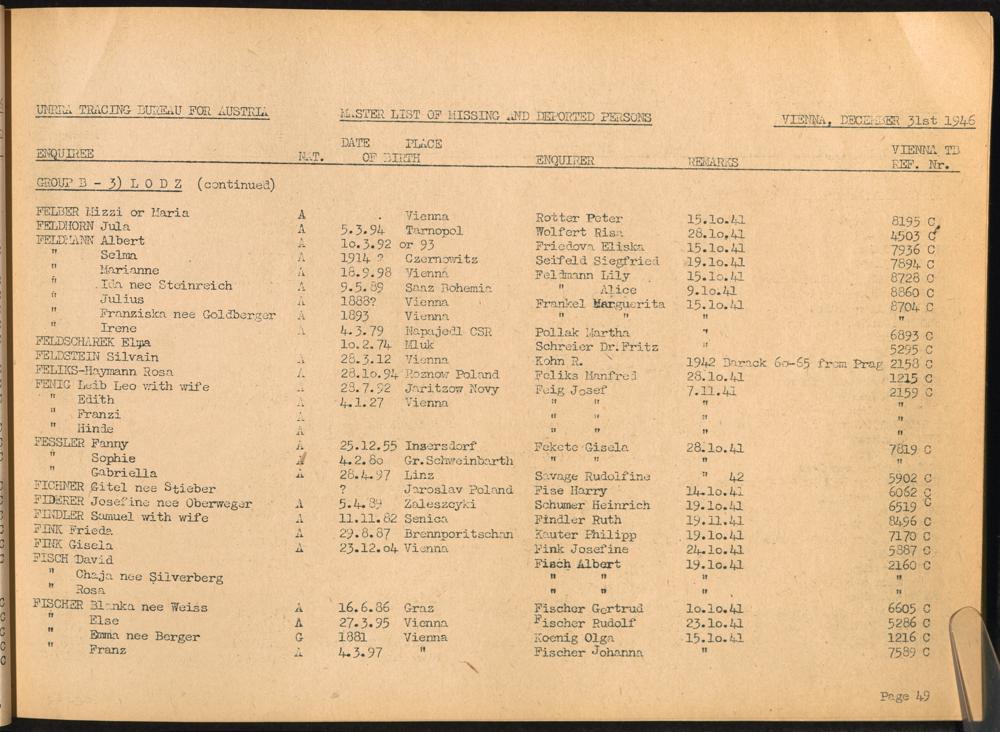 UNRRA TRACING BUREAU FOR AUSTRIA MASTER LIST OF MISSING AND DEPORTED PERSONS VIENNA, DECEMBER 31st 1946
ENQUIREE NAT. DATE PLACE OF BIRTH ENQUIRER REMARKS VIENNA TB REF. Nr.
GROUP B - 3) L O D Z (continued)
FELBER Mizzi or Maria A . Vienna Rotter Peter 15.1o.41 8195 C
FELDHORN Jula A 5.3.94 Tarnopol Wolfert Risa 28.1o.41 4503 C
FELDMANN Albert A 1o.3.92 or 93 Friedova Eliska 15.1o.41 7936 C
" Selma A 1914 ? Czernowitz Seifeld Siegfried 19.1o.41 7894 C
" Marianne A 18.9.98 Vienna Feldmann Lily 15.1o.41 8728 C
" Ida nee Steinreich A 9.5.89 Saaz Bohemia " Alice 9.1o.41 8860 C
" Julius A 1888? Vienna Frankel Marguerita 15.1o.41 8704 C
" Franziska nee Goldberger A 1893 Vienna " " " "
" Irene A 4.3.79 Napajedl CSR Pollak Martha " 6893 C
FELDSCHAREK Elma 1o.2.74 Mluk Schreier Dr.Fritz " 5295 C
FELDSTEIN Silvain A 28.3.12 Vienna Kohn R. 1942 Barack 6o-65 from Prag 2158 C
FELIKS-Haymann Rosa A 28.1o.94 Roznow Poland Feliks Manfred 28.1o.41 1215 C
FENIG Leib Leo with wife A 28.7.92 Jaritzow Novy Feig Josef 7.11.41 2159 C
" Edith A 4.1.27 Vienna " " " "
" Franzi A " " " "
" Hinde A " " " "
FESSLER Fanny A 25.12.55 Inzersdorf Fekete Gisela 28.1o.41 7819 C
" Sophie A 4.2.8o Gr.Schweinbarth " " " "
" Gabriella A 28.4.97 Linz Savage Rudolfine " 42 5902 C
FICHNER Gitel nee Stieber ? Jaroslav Poland Fise Harry 14.1o.41 6062 C
FIDERER Josefine nee Oberweger A 5.4.89 Zaleszcyki Schumer Heinrich 19.1o.41 6519 C
FINDLER Samuel with wife A 11.11.82 Senica Findler Ruth 19.11.41 8496 C
FINK Frieda A 29.8.87 Brennporitschan Kauter Philipp 19.1o.41 7170 C
FINK Gisela A 23.12.o4 Vienna Fink Josefine 24.1o.41 5887 C
FISCH David Fisch Albert 19.1o.41 2160 C
" Chaja nee Silverberg " " " "
" Rosa " " " "
FISCHER Blanka nee Weiss A 16.6.86 Graz Fischer Gertrud 1o.1o.41 6605 C
" Else A 27.3.95 Vienna Fischer Rudolf 23.1o.41 5286 C
" Emma nee Berger G 1881 Vienna Koenig Olga 15.1o.41 1216 C
" Franz A 4.3.97 " Fischer Johanna " 7589 C
Page 49